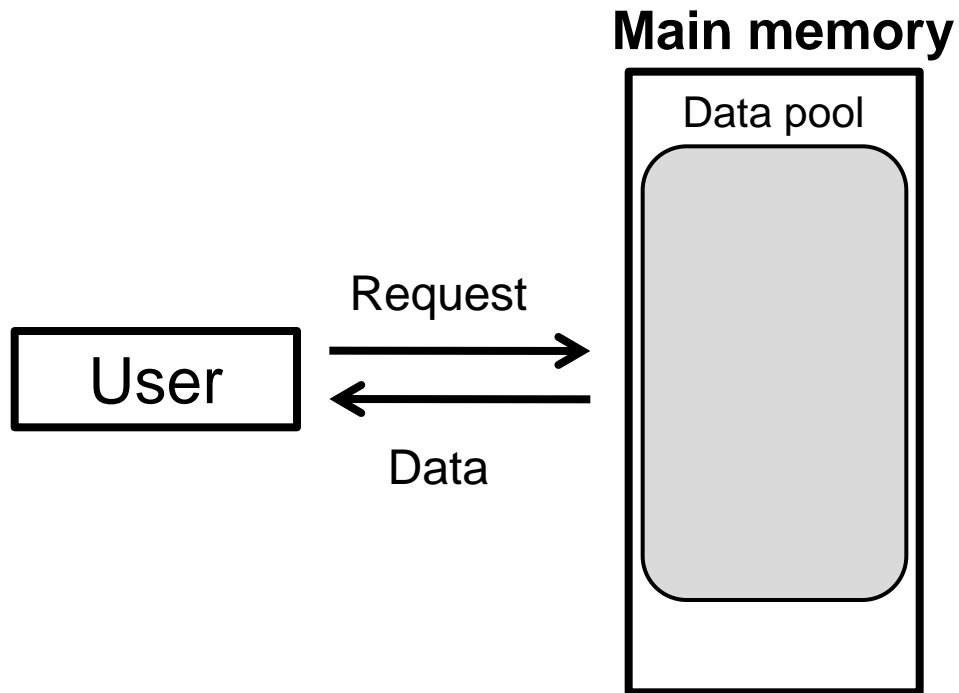 Main memory
Data pool
Request
User
Data